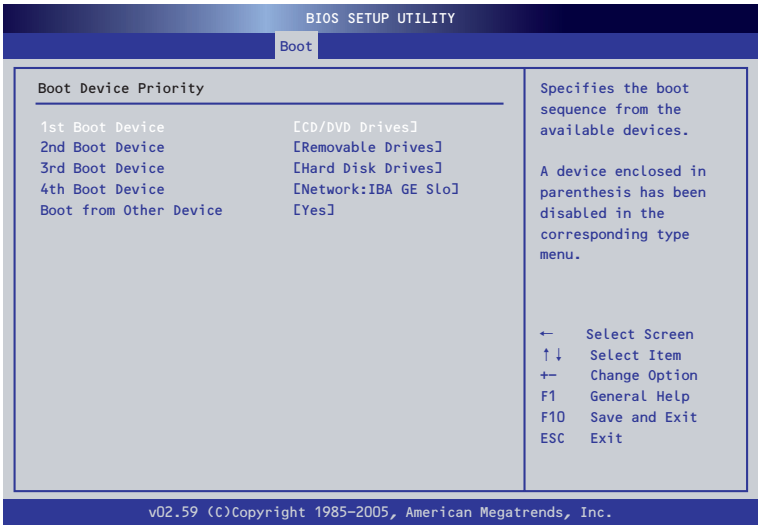 BIOS SETUP UTILITY
Boot
Boot Device Priority
1st Boot Device [CD/DVD Drives]
2nd Boot Device [Removable Drives]
3rd Boot Device [Hard Disk Drives]
4th Boot Device [Network:IBA GE Slo]
Boot from Other Device [Yes]
Specifies the boot
sequence from the
available devices.
A device enclosed in
parenthesis has been
disabled in the
corresponding type
menu.
← Select Screen
↑↓ Select Item
+− Change Option
F1 General Help
F10 Save and Exit
ESC Exit
v02.59 (C)Copyright 1985-2005, American Megatrends, Inc.